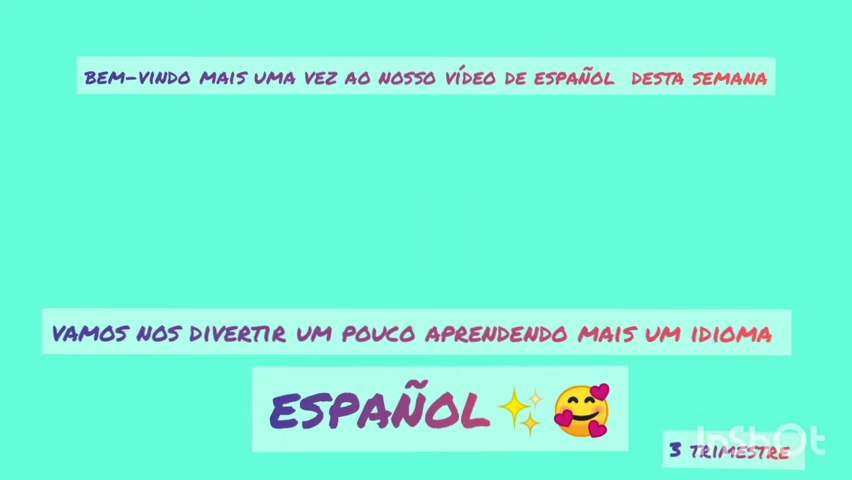 BEM-VINDO MAIS UMA VEZ AO NOSSO VÍDEO DE ESPAÑOL DESTA SEMANA
VAMOS NOS DIVERTIR UM POUCO APRENDENDO MAIS UM IDIOMA
ESPAÑOL✨🥰
InShOt
3 TRIMESTRE